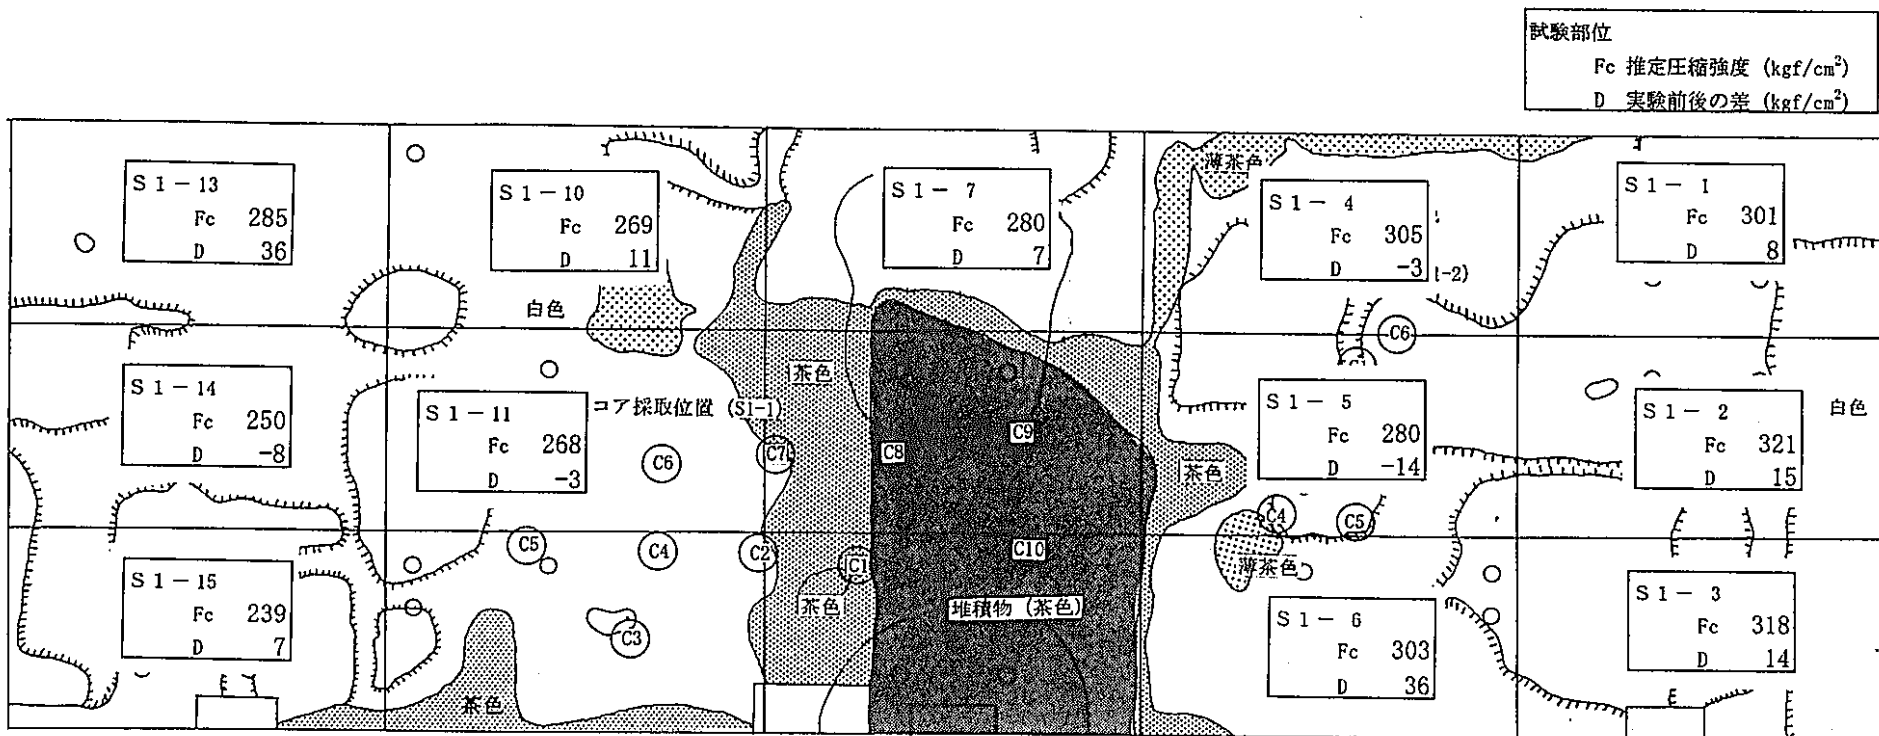 試験部位
Fc 推定圧縮強度 (kgf/cm²)
D 実験前後の差 (kgf/cm²)
S1-13
Fc 285
D 36
S1-10
Fc 269
D 11
S1-7
Fc 280
D 7
薄茶色
S1-4
Fc 305
D -3
1-2)
S1-1
Fc 301
D 8
白色
C6
茶色
S1-14
Fc 250
D -8
S1-11
Fc 268
D -3
コア採取位置 (S1-1)
C6
C7
C8
C9
茶色
S1-5
Fc 280
D -14
S1-2
Fc 321
D 15
白色
C4
C5
C5
C4
C2
C1
C10
薄茶色
S1-15
Fc 239
D 7
C3
茶色
堆積物 (茶色)
S1-6
Fc 303
D 36
S1-3
Fc 318
D 14
茶色